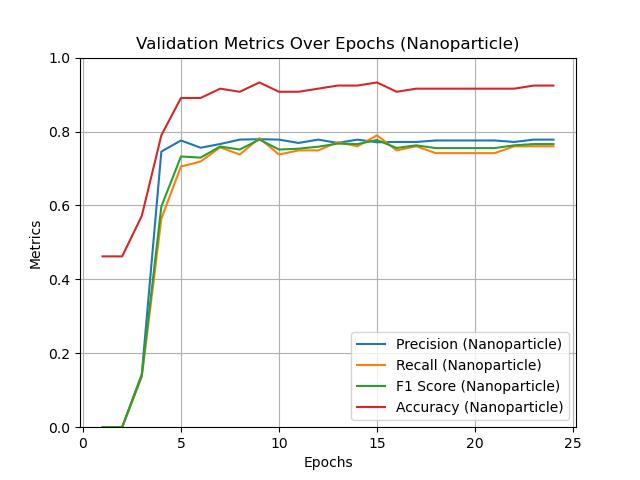 Validation Metrics Over Epochs (Nanoparticle)
1.0
0.8
0.6
0.4
0.2
0.0
Metrics
0 5 10 15 20 25
Epochs
Precision (Nanoparticle)
Recall (Nanoparticle)
F1 Score (Nanoparticle)
Accuracy (Nanoparticle)